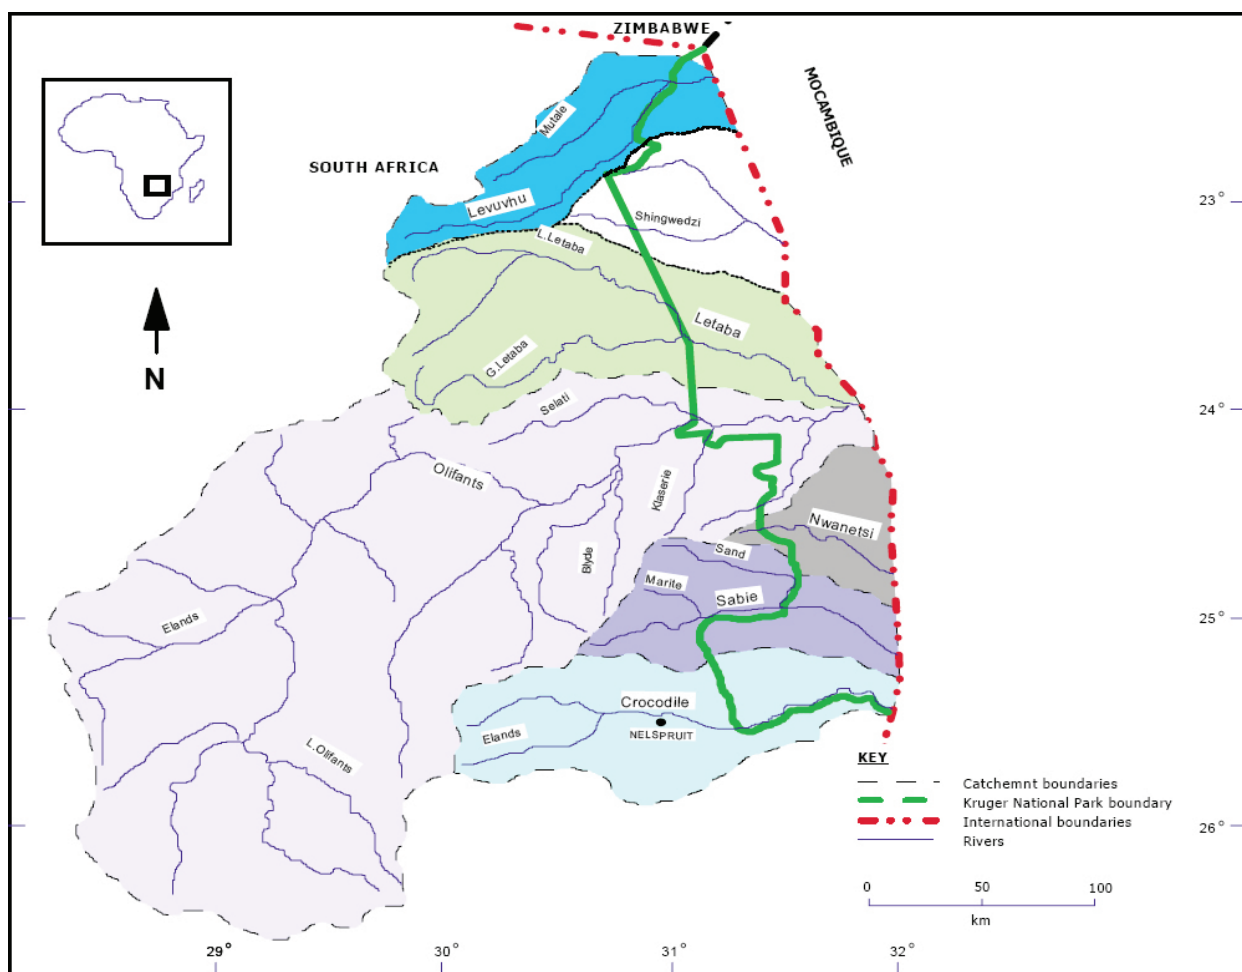 ZIMBABWE
MOCAMBIQUE
Mutale
SOUTH AFRICA
Levuvhu
23°
Shingwedzi
L.Letaba
Letaba
G.Letaba
N
24°
Selati
Olifants
Klaserie
Nwanetsi
Sand
Blyde
Marite
Sabie
Elands
25°
Crocodile
Elands
NELSPRUIT
L.Olifants
KEY
Catchemnt boundaries
Kruger National Park boundary
International boundaries
Rivers
26°
0 50 100
km
29° 30° 31° 32°